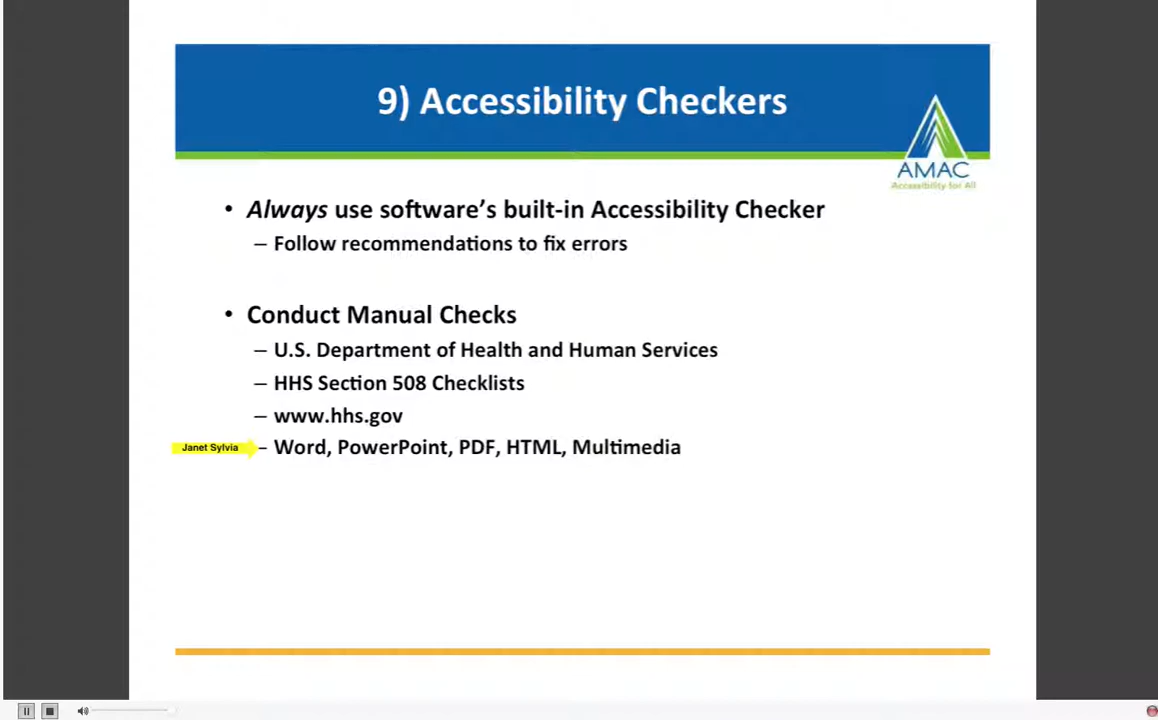 9) Accessibility Checkers
AMAC
Accessibility for All
• Always use software's built-in Accessibility Checker
– Follow recommendations to fix errors
• Conduct Manual Checks
– U.S. Department of Health and Human Services
– HHS Section 508 Checklists
– www.hhs.gov
Janet Sylvia – Word, PowerPoint, PDF, HTML, Multimedia